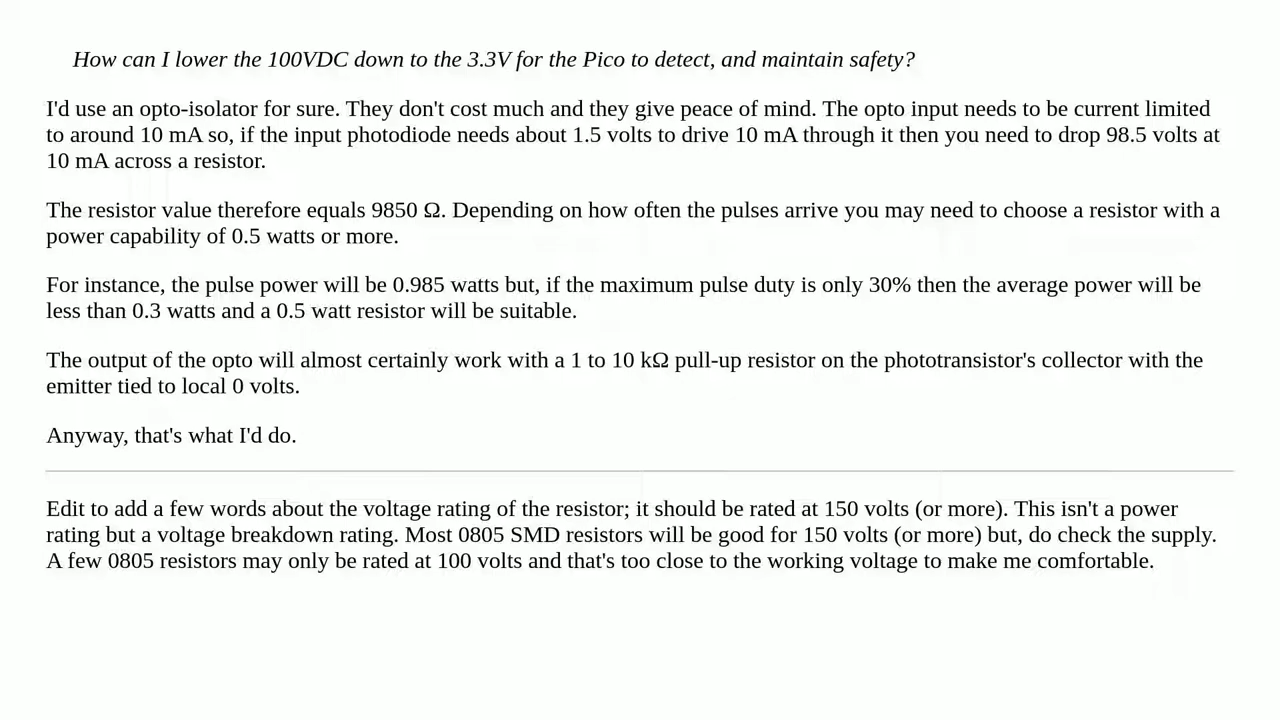 How can I lower the 100VDC down to the 3.3V for the Pico to detect, and maintain safety?
I'd use an opto-isolator for sure. They don't cost much and they give peace of mind. The opto input needs to be current limited
to around 10 mA so, if the input photodiode needs about 1.5 volts to drive 10 mA through it then you need to drop 98.5 volts at
10 mA across a resistor.
The resistor value therefore equals 9850 Ω. Depending on how often the pulses arrive you may need to choose a resistor with a
power capability of 0.5 watts or more.
For instance, the pulse power will be 0.985 watts but, if the maximum pulse duty is only 30% then the average power will be
less than 0.3 watts and a 0.5 watt resistor will be suitable.
The output of the opto will almost certainly work with a 1 to 10 kΩ pull-up resistor on the phototransistor's collector with the
emitter tied to local 0 volts.
Anyway, that's what I'd do.
Edit to add a few words about the voltage rating of the resistor; it should be rated at 150 volts (or more). This isn't a power
rating but a voltage breakdown rating. Most 0805 SMD resistors will be good for 150 volts (or more) but, do check the supply.
A few 0805 resistors may only be rated at 100 volts and that's too close to the working voltage to make me comfortable.